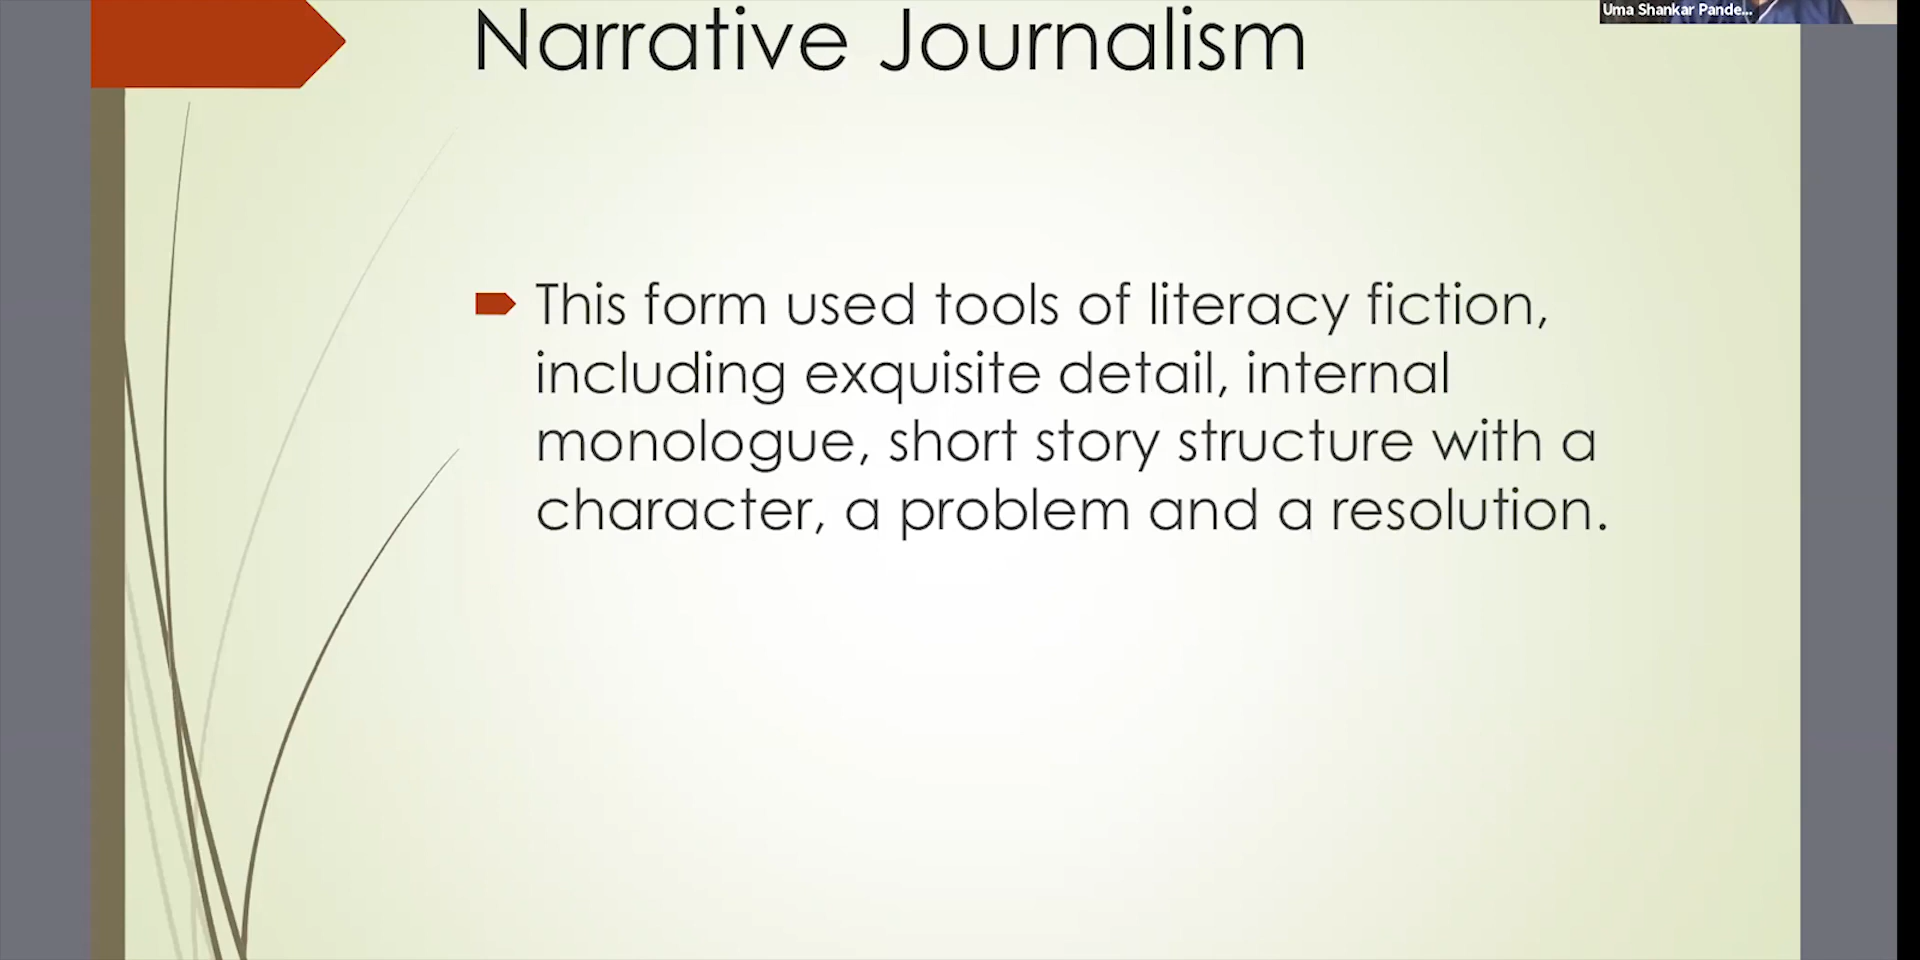 Uma Shankar Pande...
Narrative Journalism
This form used tools of literacy fiction,
including exquisite detail, internal
monologue, short story structure with a
character, a problem and a resolution.